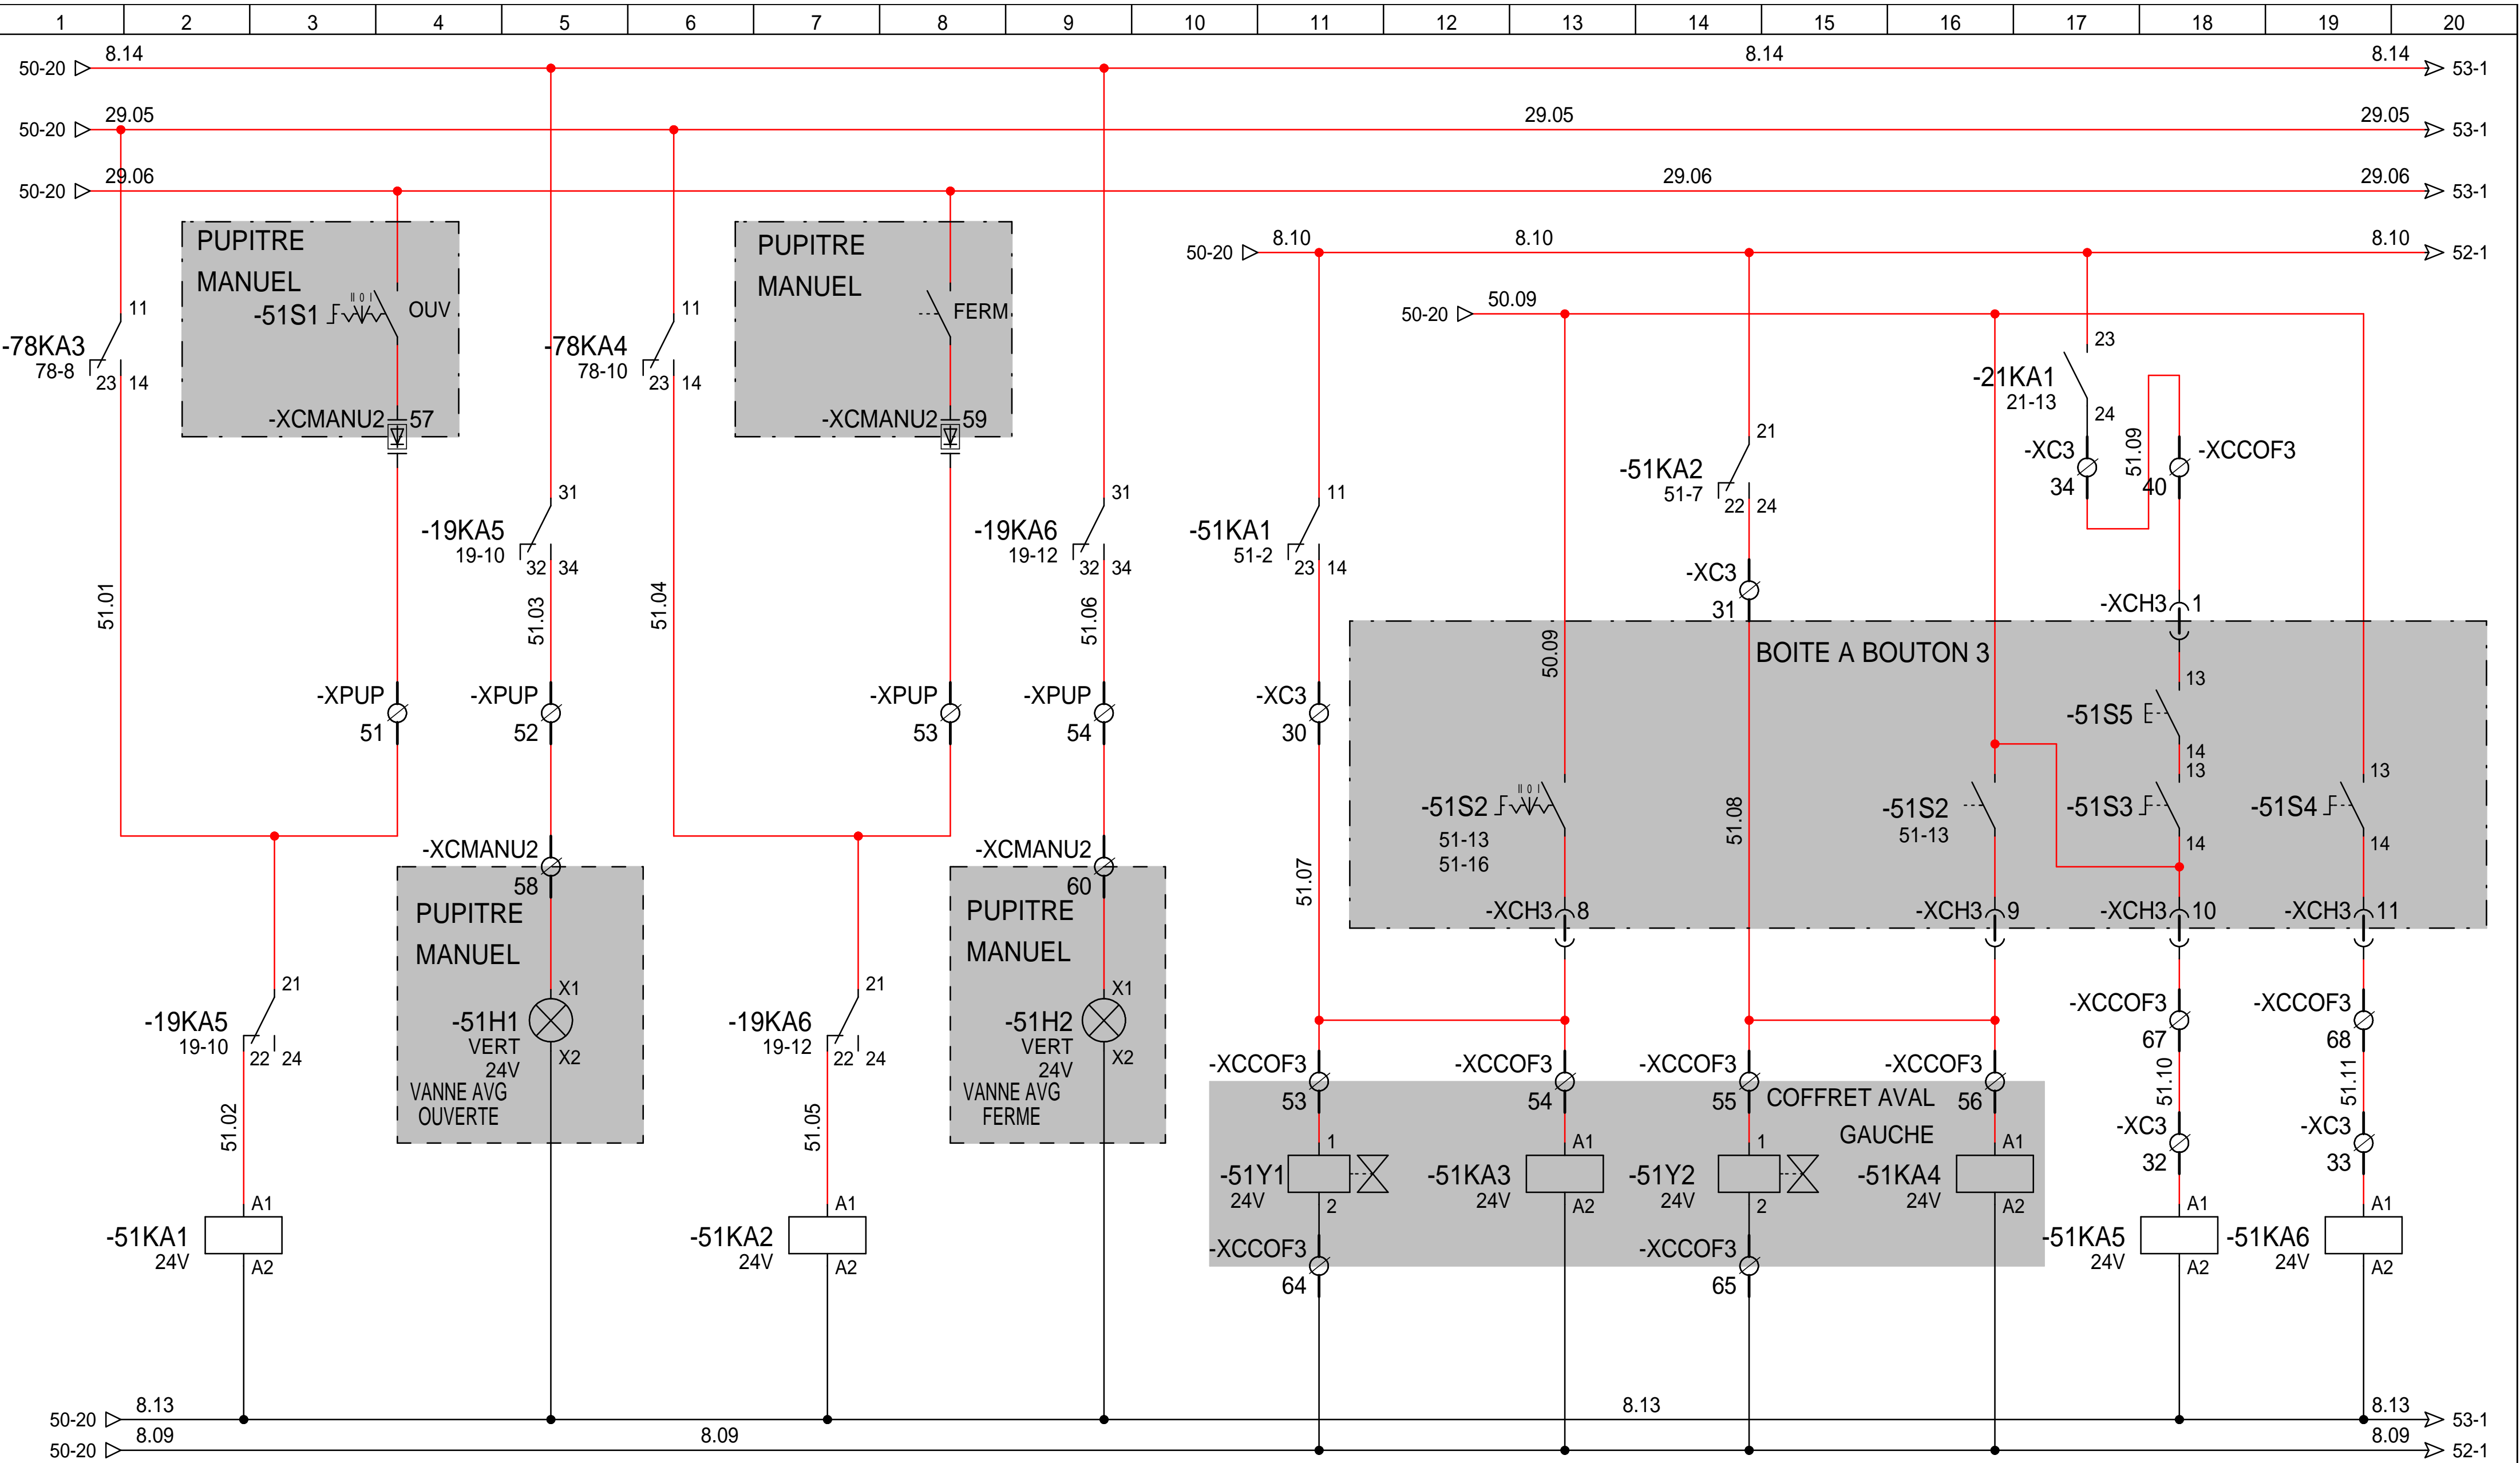 1 2 3 4 5 6 7 8 9 10 11 12 13 14 15 16 17 18 19 20
50-20 8.14 8.14 8.14 53-1
50-20 29.05 29.05 29.05 53-1
50-20 29.06 29.06 29.06 53-1
50-20 8.10 8.10 8.10 52-1
50-20 50.09
-78KA3
78-8
11
23 14
51.01
PUPITRE
MANUEL
-51S1
II 0 I
OUV
-XCMANU2 57
-XPUP
51
-19KA5
19-10
21
22 24
51.02
-51KA1
24V
A1
A2
-19KA5
19-10
31
32 34
51.03
-XPUP
52
-XCMANU2
58
PUPITRE
MANUEL
-51H1
VERT
24V
X1
X2
VANNE AVG
OUVERTE
-78KA4
78-10
11
23 14
51.04
PUPITRE
MANUEL
FERM
-XCMANU2 59
-XPUP
53
-19KA6
19-12
21
22 24
51.05
-51KA2
24V
A1
A2
-19KA6
19-12
31
32 34
51.06
-XPUP
54
-XCMANU2
60
PUPITRE
MANUEL
-51H2
VERT
24V
X1
X2
VANNE AVG
FERME
-51KA1
51-2
11
23 14
-XC3
30
51.07
-XCCOF3
53
-51Y1
24V
1
2
-XCCOF3
64
BOITE A BOUTON 3
50.09
-51S2
II 0 I
51-13
51-16
-XCH3 8
-XCCOF3
54
-51KA3
24V
A1
A2
-51KA2
51-7
21
22 24
-XC3
31
51.08
-XCCOF3
55
-51Y2
24V
1
2
-XCCOF3
65
COFFRET AVAL
GAUCHE
-51S2
51-13
-XCH3 9
-XCCOF3
56
-51KA4
24V
A1
A2
-21KA1
21-13
23
24
-XC3
34
51.09
-XCCOF3
40
-XCH3 1
-51S5
13
14
-51S3
13
14
-XCH3 10
-XCCOF3
67
51.10
-XC3
32
-51KA5
24V
A1
A2
-51S4
13
14
-XCH3 11
-XCCOF3
68
51.11
-XC3
33
-51KA6
24V
A1
A2
50-20 8.13 8.13 8.13 53-1
50-20 8.09 8.09 8.09 52-1